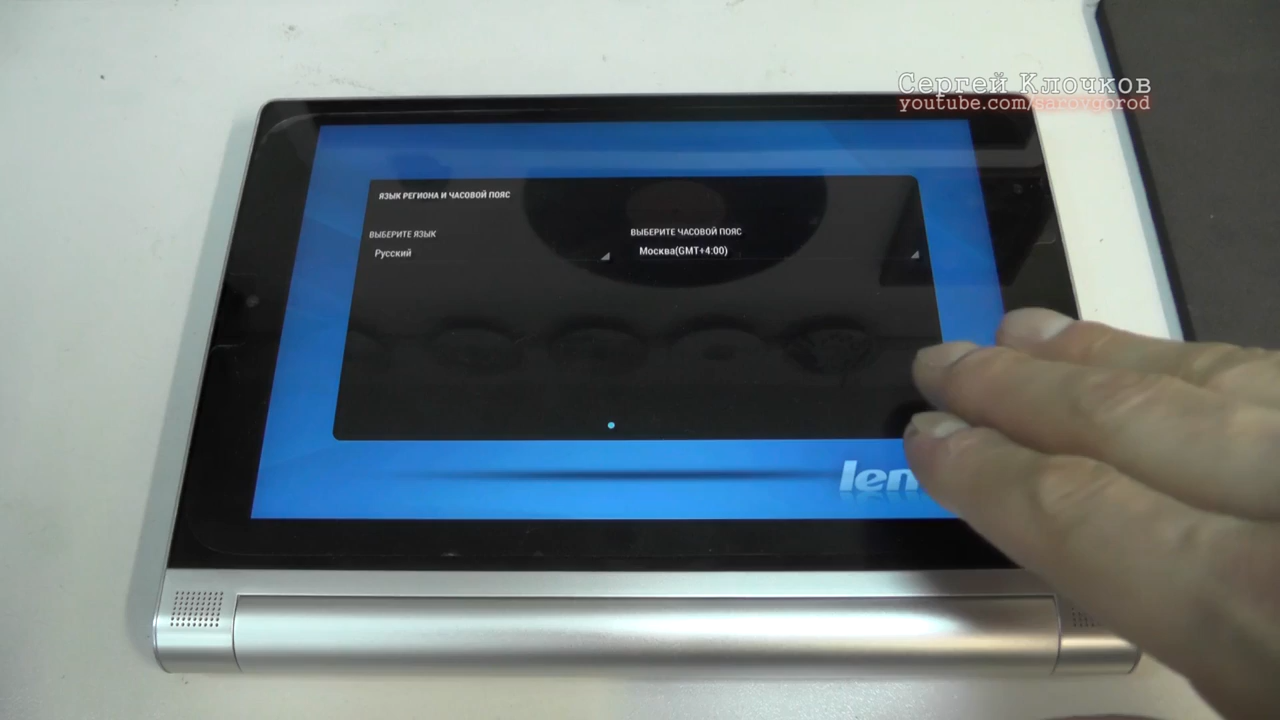 Сергей Клочков
youtube.com/sarovgorod
ЯЗЫК РЕГИОНА И ЧАСОВОЙ ПОЯС
ВЫБЕРИТЕ ЯЗЫК
Русский
ВЫБЕРИТЕ ЧАСОВОЙ ПОЯС
Москва(GMT+4:00)
len